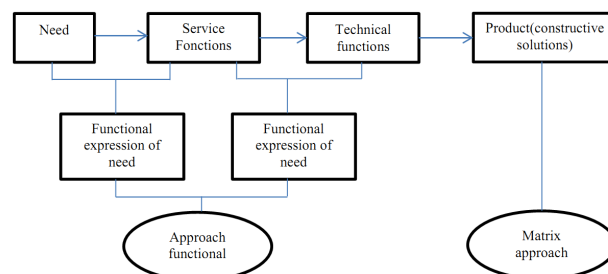 Need
Service
Fonctions
Technical
functions
Product(constructive
solutions)
Functional
expression of
need
Functional
expression of
need
Approach
functional
Matrix
approach